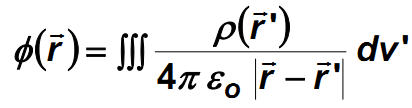 ϕ(r⃗) = ∭ ρ(r⃗') / (4π ε₀ |r⃗ − r⃗'|) dv'